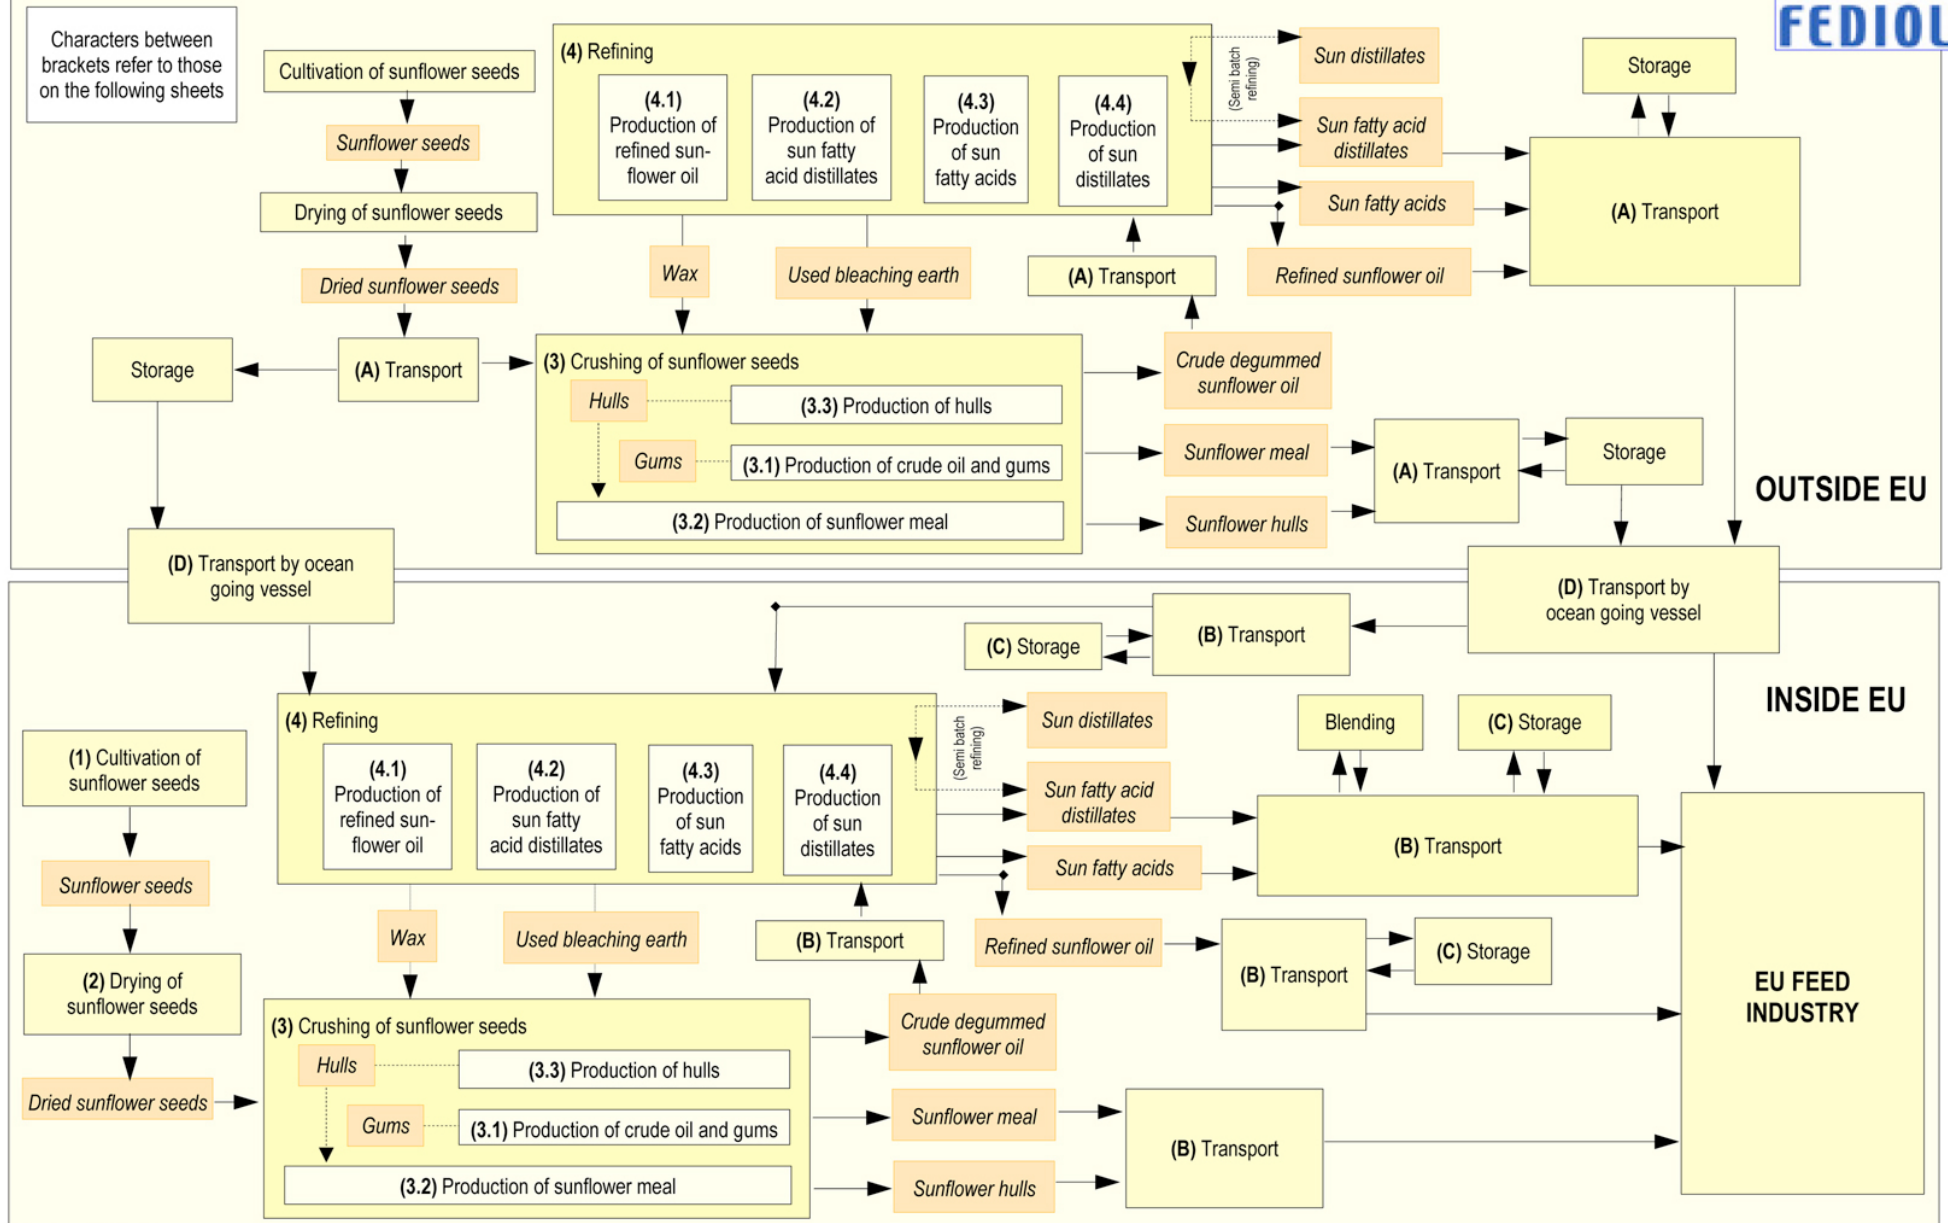 Characters between
brackets refer to those
on the following sheets
FEDIOL
Cultivation of sunflower seeds
Sunflower seeds
Drying of sunflower seeds
Dried sunflower seeds
Storage
(A) Transport
(4) Refining
(4.1)
Production of
refined sun-
flower oil
(4.2)
Production of
sun fatty
acid distillates
(4.3)
Production
of sun
fatty acids
(4.4)
Production
of sun
distillates
(Semi batch
refining)
Sun distillates
Sun fatty acid
distillates
Sun fatty acids
Refined sunflower oil
Storage
(A) Transport
Wax
Used bleaching earth
(A) Transport
(3) Crushing of sunflower seeds
Hulls
(3.3) Production of hulls
Gums
(3.1) Production of crude oil and gums
(3.2) Production of sunflower meal
Crude degummed
sunflower oil
Sunflower meal
Sunflower hulls
(A) Transport
Storage
OUTSIDE EU
(D) Transport by ocean
going vessel
(D) Transport by
ocean going vessel
(B) Transport
(C) Storage
INSIDE EU
(1) Cultivation of
sunflower seeds
Sunflower seeds
(2) Drying of
sunflower seeds
Dried sunflower seeds
(4) Refining
(4.1)
Production of
refined sun-
flower oil
(4.2)
Production of
sun fatty
acid distillates
(4.3)
Production
of sun
fatty acids
(4.4)
Production
of sun
distillates
(Semi batch
refining)
Sun distillates
Sun fatty acid
distillates
Sun fatty acids
Refined sunflower oil
Blending
(C) Storage
(B) Transport
(B) Transport
(C) Storage
Wax
Used bleaching earth
(B) Transport
(3) Crushing of sunflower seeds
Hulls
(3.3) Production of hulls
Gums
(3.1) Production of crude oil and gums
(3.2) Production of sunflower meal
Crude degummed
sunflower oil
Sunflower meal
Sunflower hulls
(B) Transport
EU FEED
INDUSTRY